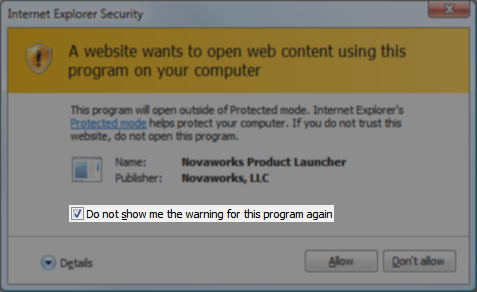 Internet Explorer Security
A website wants to open web content using this
program on your computer
This program will open outside of Protected mode. Internet Explorer's
Protected mode helps protect your computer. If you do not trust this
website, do not open this program.
Name: Novaworks Product Launcher
Publisher: Novaworks, LLC
Do not show me the warning for this program again
Details
Allow
Don't allow